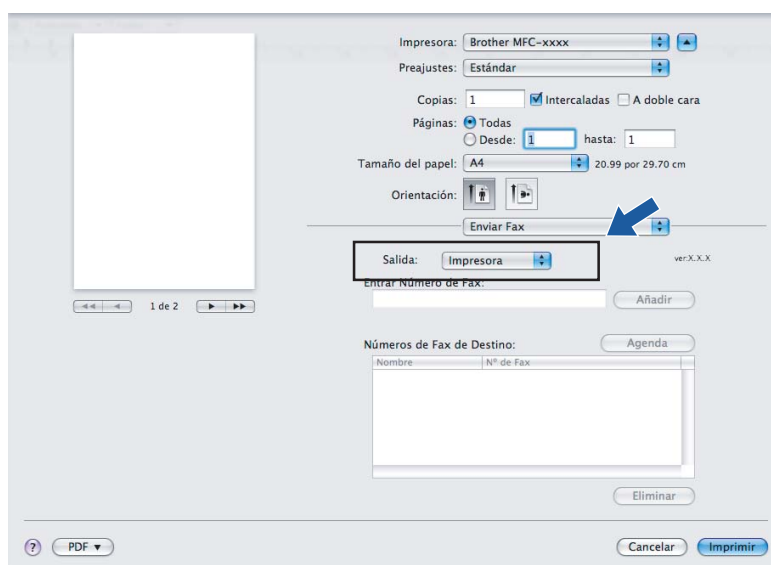 Impresora: Brother MFC-xxxx
Preajustes: Estándar
Copias: 1 Intercaladas A doble cara
Páginas: Todas
Desde: 1 hasta: 1
Tamaño del papel: A4 20.99 por 29.70 cm
Orientación:
Enviar Fax
Salida: Impresora ver.X.X.X
Entrar Número de Fax:
1 de 2 Añadir
Números de Fax de Destino: Agenda
Nombre Nº de Fax
Eliminar
? PDF Cancelar Imprimir